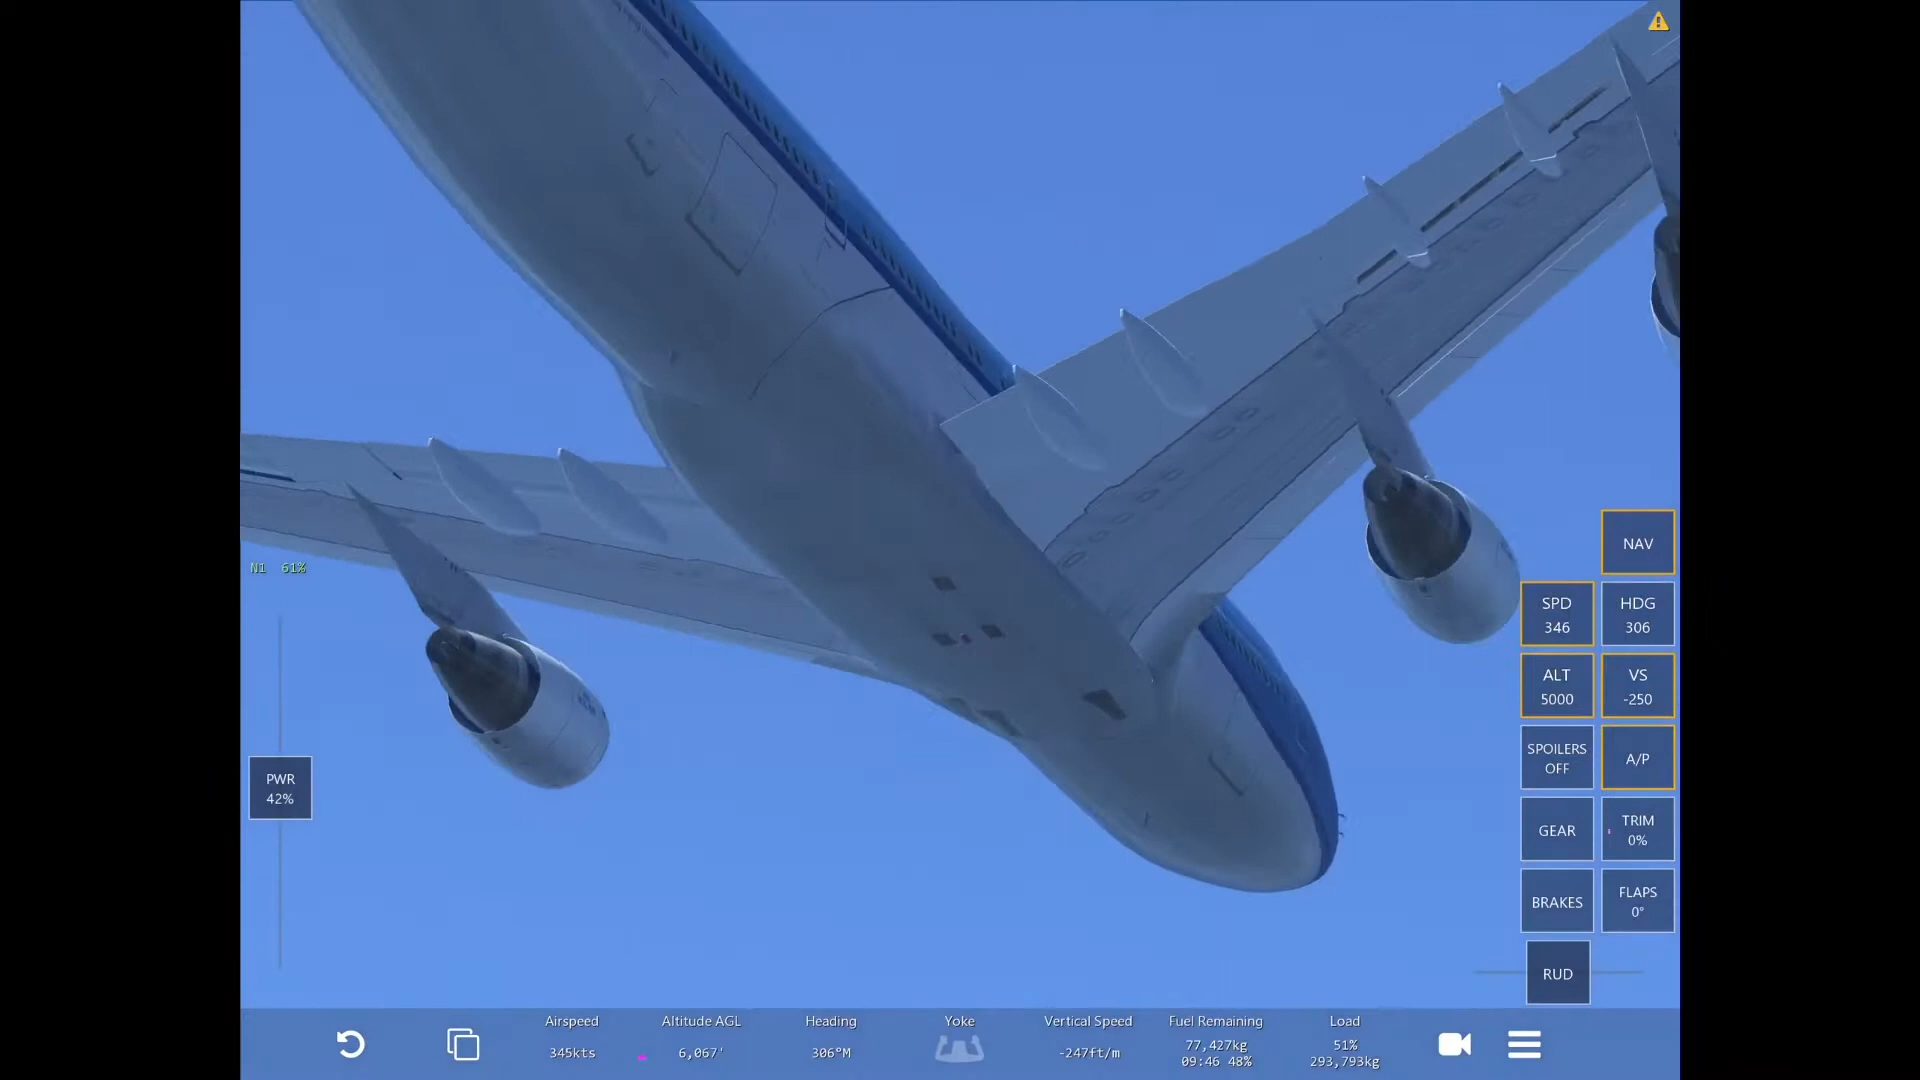 N1 61%
PWR
42%
NAV
SPD
346
HDG
306
ALT
5000
VS
-250
SPOILERS
OFF
A/P
GEAR
TRIM
0%
BRAKES
FLAPS
0°
RUD
Airspeed
345kts
Altitude AGL
6,067'
Heading
306°M
Yoke
Vertical Speed
-247ft/m
Fuel Remaining
77,427kg
09:46 48%
Load
51%
293,793kg